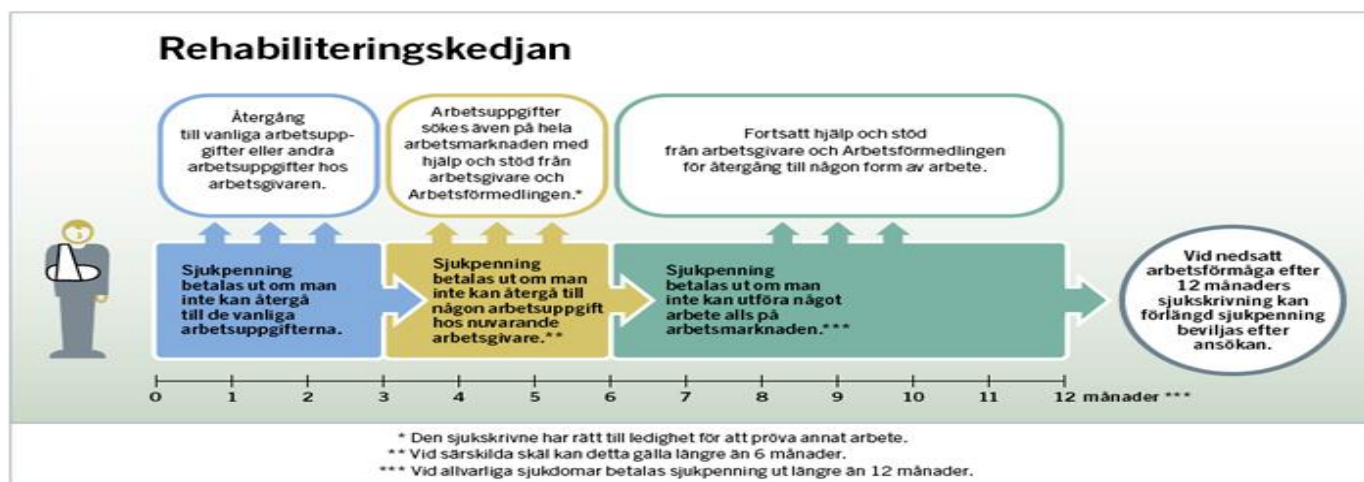 Rehabiliteringskedjan
Återgång
till vanliga arbetsupp-
gifter eller andra
arbetsuppgifter hos
arbetsgivaren.
Arbetsuppgifter
sökes även på hela
arbetsmarknaden med
hjälp och stöd från
arbetsgivare och
Arbetsförmedlingen.*
Fortsatt hjälp och stöd
från arbetsgivare och Arbetsförmedlingen
för återgång till någon form av arbete.
Sjukpenning
betalas ut om man
inte kan återgå
till de vanliga
arbetsuppgifterna.
Sjukpenning
betalas ut om man
inte kan återgå till
någon arbetsuppgift
hos nuvarande
arbetsgivare.**
Sjukpenning
betalas ut om man
inte kan utföra något
arbete alls på
arbetsmarknaden.***
Vid nedsatt
arbetsförmåga efter
12 månaders
sjukskrivning kan
förlängd sjukpenning
beviljas efter
ansökan.
0 1 2 3 4 5 6 7 8 9 10 11 12 månader ***
* Den sjukskrivne har rätt till ledighet för att pröva annat arbete.
** Vid särskilda skäl kan detta gälla längre än 6 månader.
*** Vid allvarliga sjukdomar betalas sjukpenning ut längre än 12 månader.